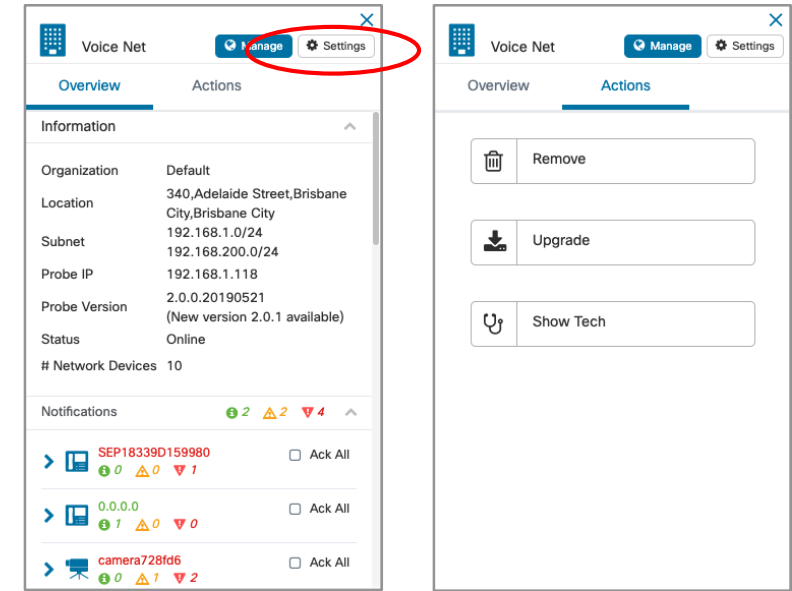 Voice Net
Manage
Settings
Overview
Actions
Information
Organization Default
Location 340,Adelaide Street,Brisbane
City,Brisbane City
Subnet 192.168.1.0/24
192.168.200.0/24
Probe IP 192.168.1.118
Probe Version 2.0.0.20190521
(New version 2.0.1 available)
Status Online
# Network Devices 10
Notifications 2 2 4
SEP18339D159980 Ack All
0 0 1
0.0.0.0 Ack All
1 0 0
camera728fd6 Ack All
0 1 2
Voice Net
Manage
Settings
Overview
Actions
Remove
Upgrade
Show Tech